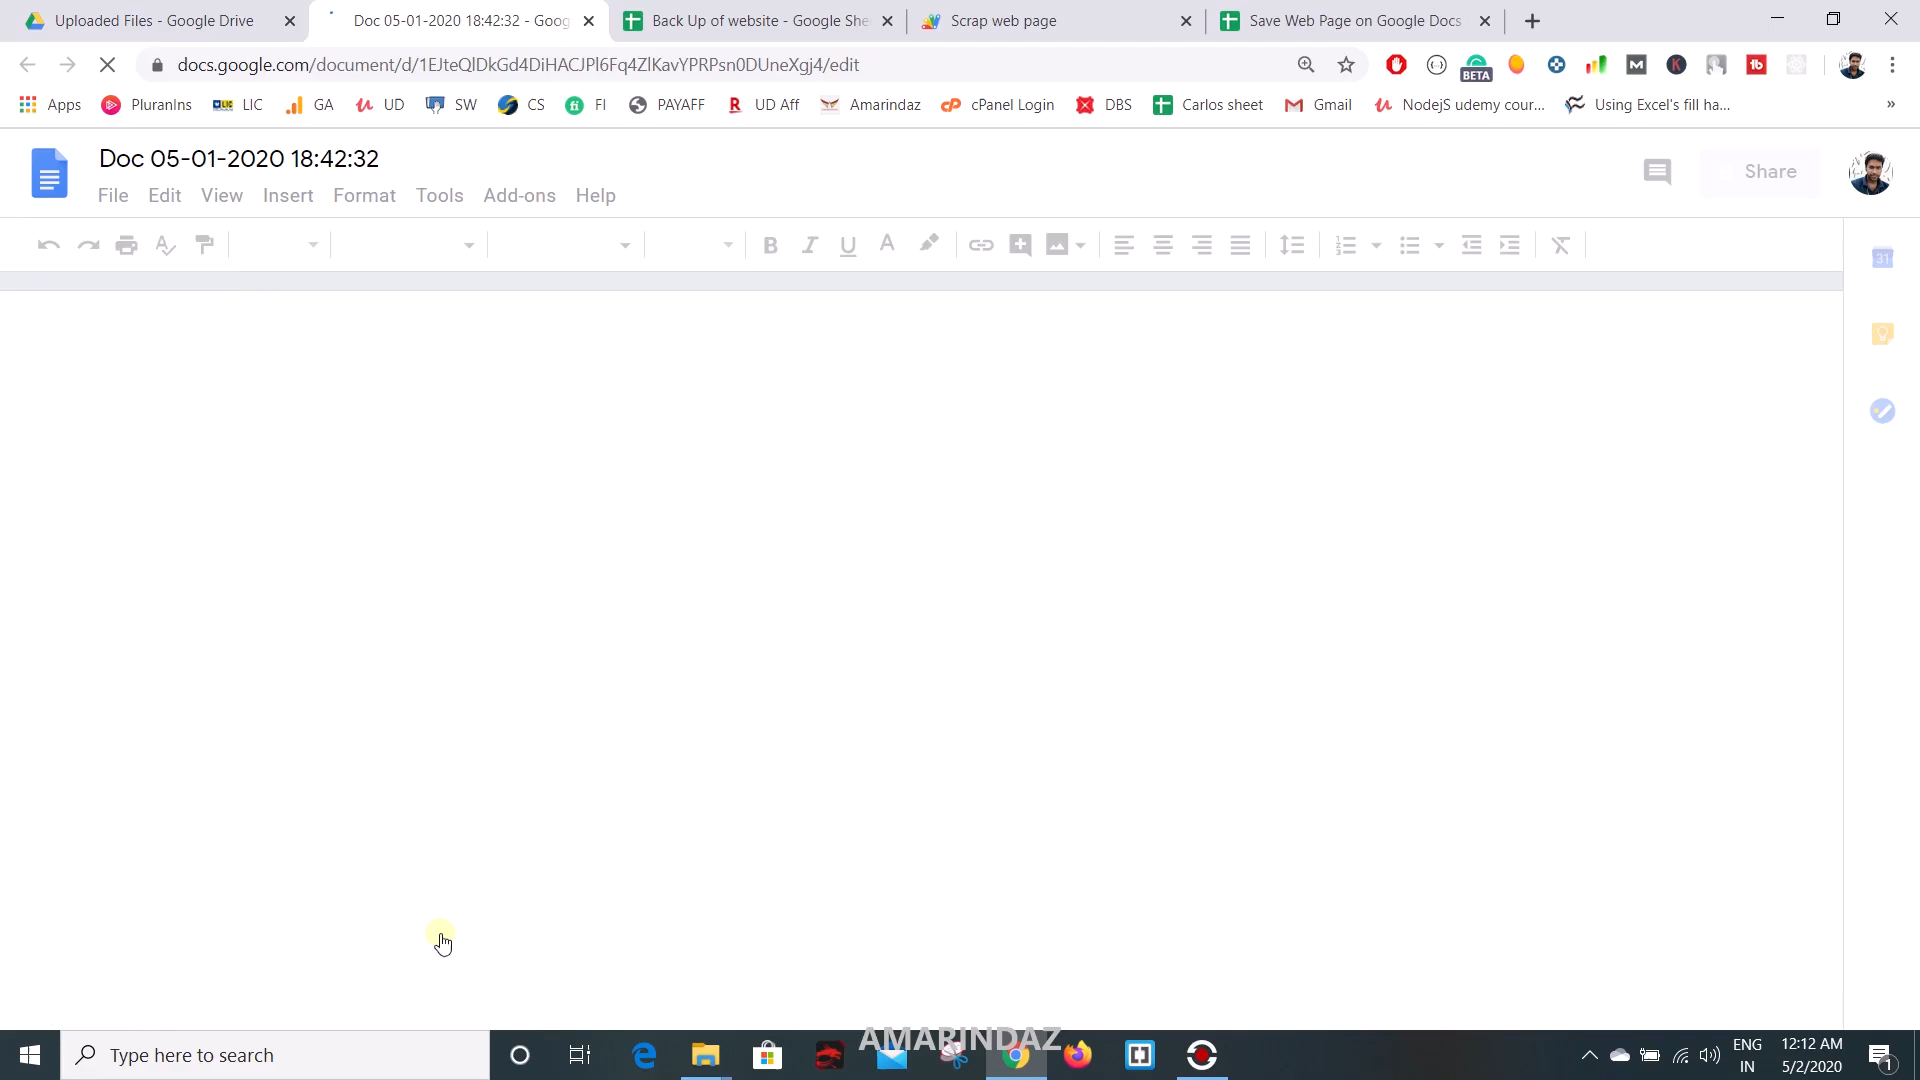 Uploaded Files - Google Drive
Doc 05-01-2020 18:42:32 - Goog
Back Up of website - Google She
Scrap web page
Save Web Page on Google Docs
docs.google.com/document/d/1EJteQlDkGd4DiHACJPl6Fq4ZlKavYPRPsn0DUneXgj4/edit
BETA
Apps
PluranIns
LIC
GA
UD
SW
CS
FI
PAYAFF
UD Aff
Amarindaz
cPanel Login
DBS
Carlos sheet
Gmail
NodejS udemy cour...
Using Excel's fill ha...
Doc 05-01-2020 18:42:32
File Edit View Insert Format Tools Add-ons Help
Share
31
AMARINDAZ
Type here to search
ENG
IN
12:12 AM
5/2/2020
1